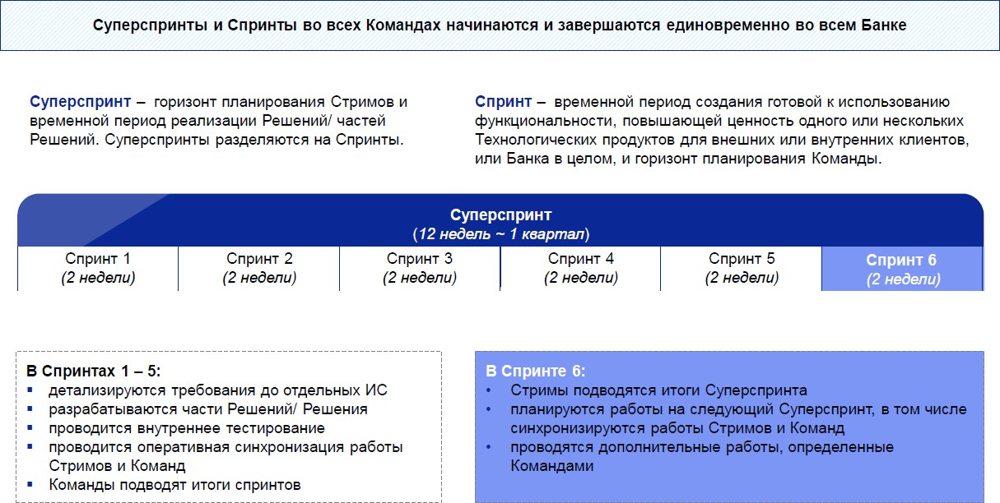 Суперспринты и Спринты во всех Командах начинаются и завершаются единовременно во всем Банке
Суперспринт – горизонт планирования Стримов и
временной период реализации Решений/ частей
Решений. Суперспринты разделяются на Спринты.
Спринт – временной период создания готовой к использованию
функциональности, повышающей ценность одного или нескольких
Технологических продуктов для внешних или внутренних клиентов,
или Банка в целом, и горизонт планирования Команды.
Суперспринт
(12 недель ~ 1 квартал)
Спринт 1
(2 недели)
Спринт 2
(2 недели)
Спринт 3
(2 недели)
Спринт 4
(2 недели)
Спринт 5
(2 недели)
Спринт 6
(2 недели)
В Спринтах 1 – 5:
▪ детализируются требования до отдельных ИС
▪ разрабатываются части Решений/ Решения
▪ проводится внутреннее тестирование
▪ проводится оперативная синхронизация работы
Стримов и Команд
▪ Команды подводят итоги спринтов
В Спринте 6:
• Стримы подводятся итоги Суперспринта
• планируются работы на следующий Суперспринт, в том числе
синхронизируются работы Стримов и Команд
• проводятся дополнительные работы, определенные
Командами